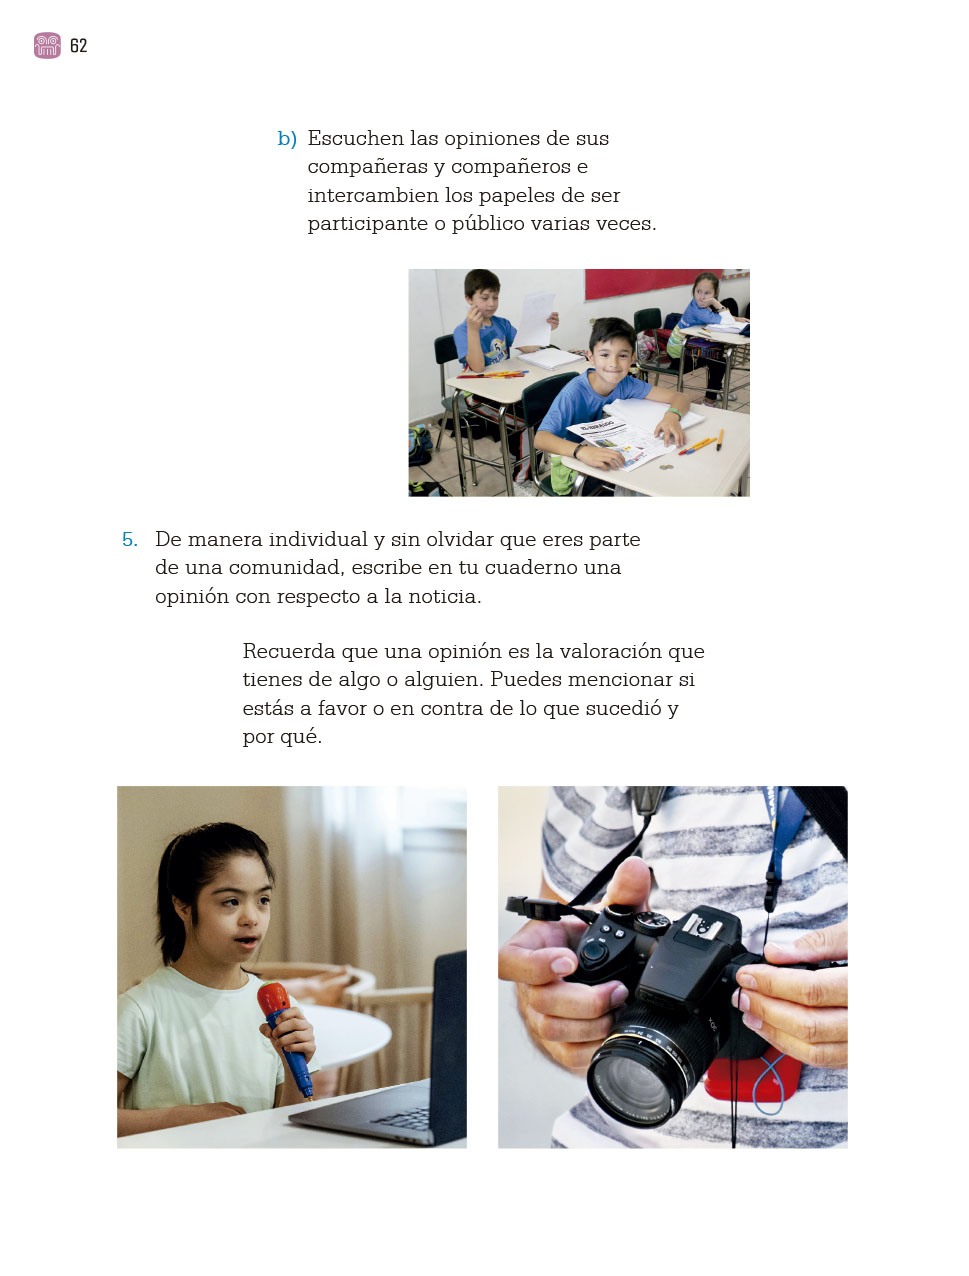 62
b) Escuchen las opiniones de sus
compañeras y compañeros e
intercambien los papeles de ser
participante o público varias veces.
5. De manera individual y sin olvidar que eres parte
de una comunidad, escribe en tu cuaderno una
opinión con respecto a la noticia.
Recuerda que una opinión es la valoración que
tienes de algo o alguien. Puedes mencionar si
estás a favor o en contra de lo que sucedió y
por qué.